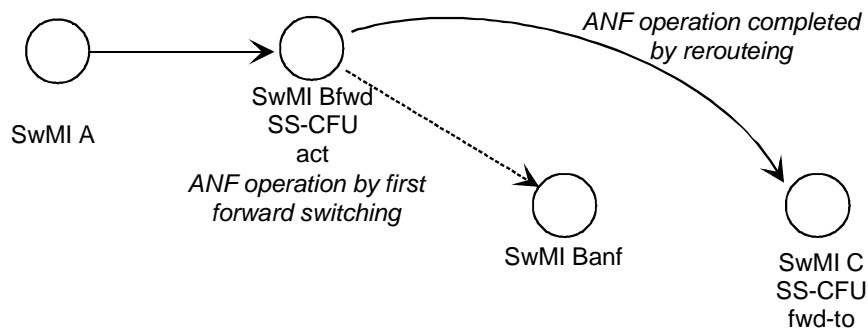 ANF operation completed
by rerouteing
SwMI A
SwMI Bfwd
SS-CFU
act
ANF operation by first
forward switching
SwMI Banf
SwMI C
SS-CFU
fwd-to